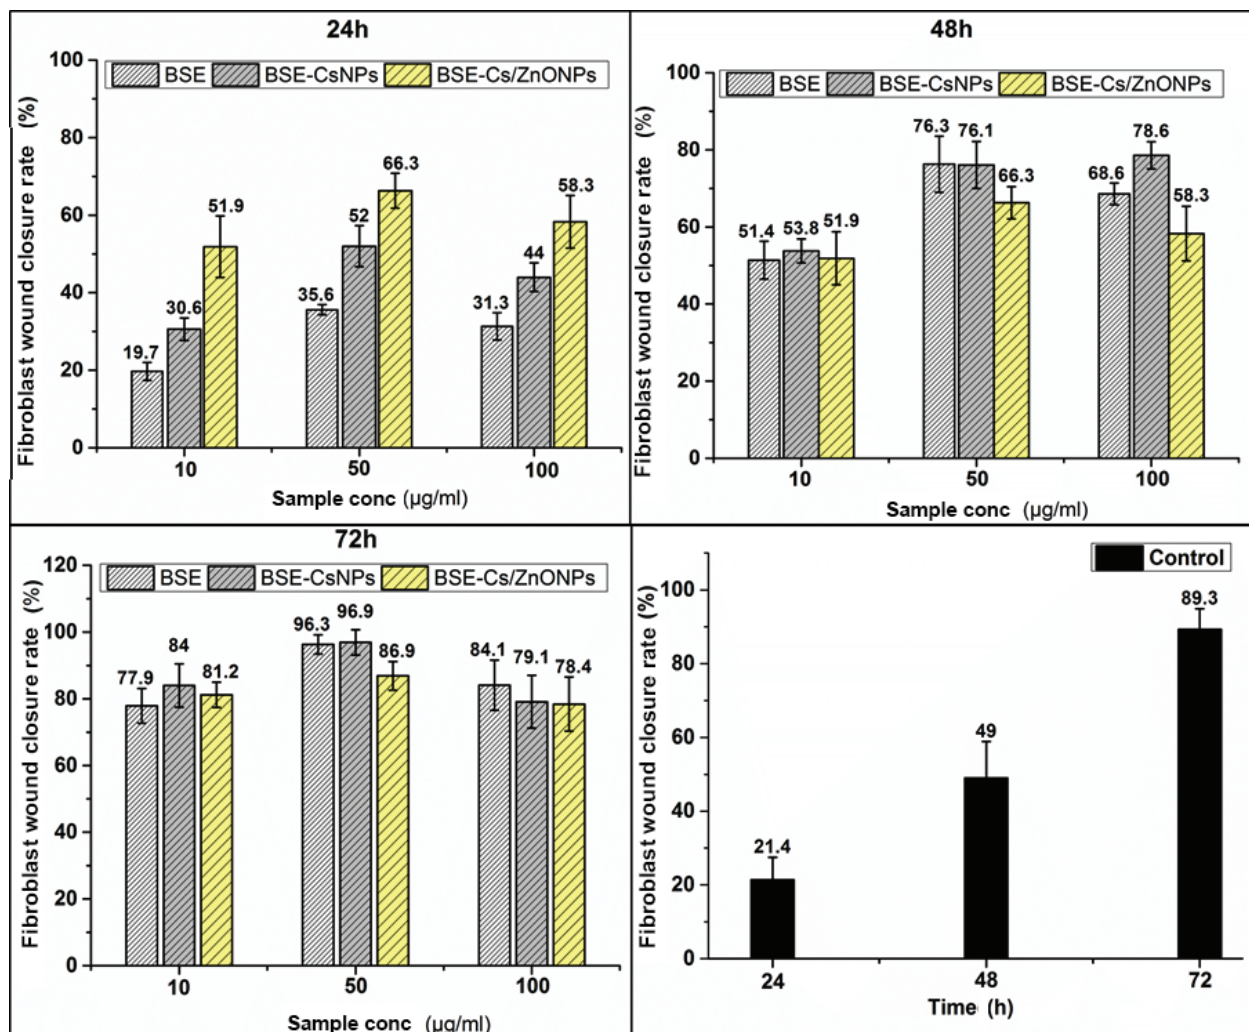 24h
BSE BSE-CsNPs BSE-Cs/ZnONPs
Fibroblast wound closure rate (%)
100
80
60
40
20
0
19.7 30.6 51.9
35.6 52 66.3
31.3 44 58.3
10 50 100
Sample conc (μg/ml)
48h
BSE BSE-CsNPs BSE-Cs/ZnONPs
Fibroblast wound closure rate (%)
100
80
60
40
20
0
51.4 53.8 51.9
76.3 76.1 66.3
68.6 78.6 58.3
10 50 100
Sample conc (μg/ml)
72h
BSE BSE-CsNPs BSE-Cs/ZnONPs
Fibroblast wound closure rate (%)
120
100
80
60
40
20
0
77.9 84 81.2
96.3 96.9 86.9
84.1 79.1 78.4
10 50 100
Sample conc (μg/ml)
Control
Fibroblast wound closure rate (%)
100
80
60
40
20
0
21.4 49 89.3
24 48 72
Time (h)